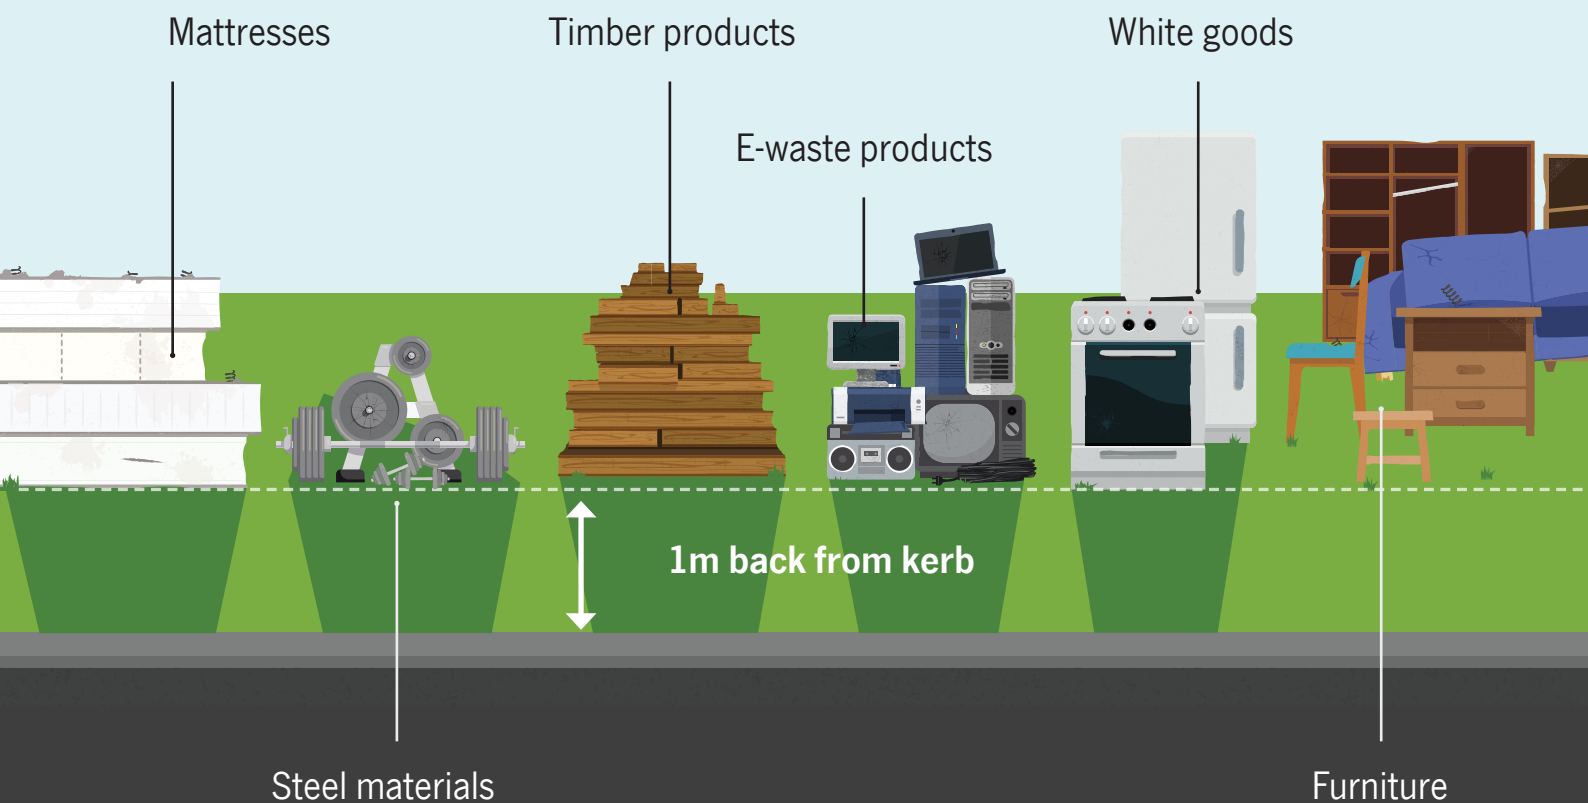 Mattresses
Timber products
White goods
E-waste products
1m back from kerb
Steel materials
Furniture